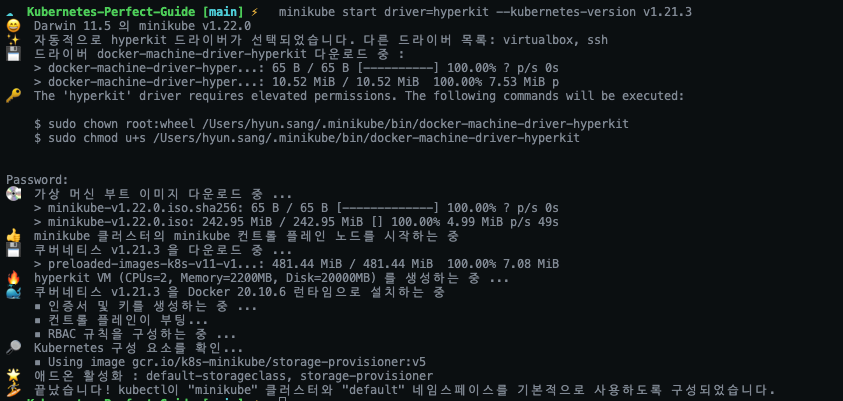 Kubernetes-Perfect-Guide [main] ⚡ minikube start driver=hyperkit --kubernetes-version v1.21.3
😄 Darwin 11.5 의 minikube v1.22.0
✨ 자동적으로 hyperkit 드라이버가 선택되었습니다. 다른 드라이버 목록: virtualbox, ssh
💾 드라이버 docker-machine-driver-hyperkit 다운로드 중 :
> docker-machine-driver-hyper...: 65 B / 65 B [----------] 100.00% ? p/s 0s
> docker-machine-driver-hyper...: 10.52 MiB / 10.52 MiB 100.00% 7.53 MiB p
🔑 The 'hyperkit' driver requires elevated permissions. The following commands will be executed:
$ sudo chown root:wheel /Users/hyun.sang/.minikube/bin/docker-machine-driver-hyperkit
$ sudo chmod u+s /Users/hyun.sang/.minikube/bin/docker-machine-driver-hyperkit
Password:
💿 가상 머신 부트 이미지 다운로드 중 ...
> minikube-v1.22.0.iso.sha256: 65 B / 65 B [-------------] 100.00% ? p/s 0s
> minikube-v1.22.0.iso: 242.95 MiB / 242.95 MiB [] 100.00% 4.99 MiB p/s 49s
👍 minikube 클러스터의 minikube 컨트롤 플레인 노드를 시작하는 중
💾 쿠버네티스 v1.21.3 을 다운로드 중 ...
> preloaded-images-k8s-v11-v1...: 481.44 MiB / 481.44 MiB 100.00% 7.08 MiB
🔥 hyperkit VM (CPUs=2, Memory=2200MB, Disk=20000MB) 를 생성하는 중 ...
🐳 쿠버네티스 v1.21.3 을 Docker 20.10.6 런타임으로 설치하는 중
▪ 인증서 및 키를 생성하는 중 ...
▪ 컨트롤 플레인이 부팅...
▪ RBAC 규칙을 구성하는 중 ...
🔎 Kubernetes 구성 요소를 확인...
▪ Using image gcr.io/k8s-minikube/storage-provisioner:v5
🌟 애드온 활성화 : default-storageclass, storage-provisioner
🏄 끝났습니다! kubectl이 "minikube" 클러스터와 "default" 네임스페이스를 기본적으로 사용하도록 구성되었습니다.